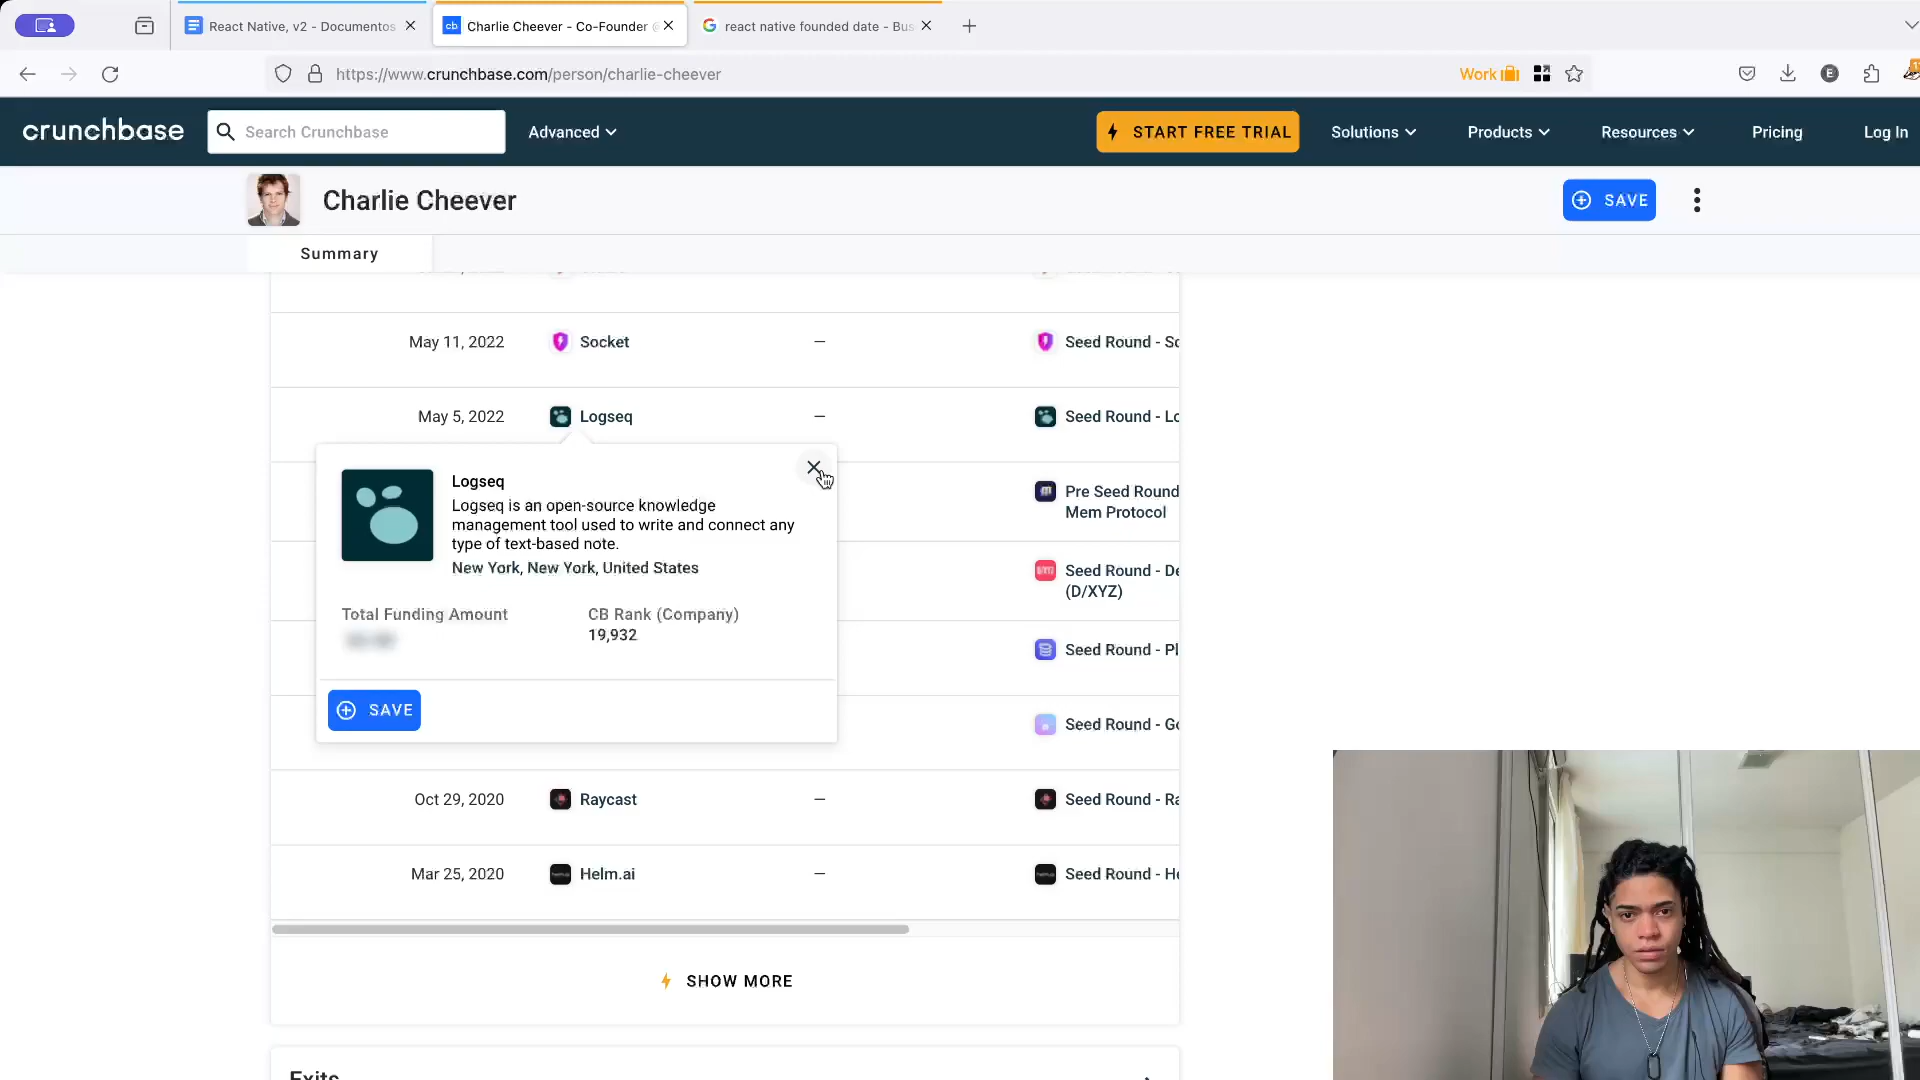 React Native, v2 - Documentos
Charlie Cheever - Co-Founder
react native founded date - Bus
https://www.crunchbase.com/person/charlie-cheever
Work
E
crunchbase
Search Crunchbase
Advanced
START FREE TRIAL
Solutions
Products
Resources
Pricing
Log In
Charlie Cheever
SAVE
Summary
May 11, 2022
Socket
—
Seed Round - So
May 5, 2022
Logseq
—
Seed Round - Lo
Logseq
Logseq is an open-source knowledge
management tool used to write and connect any
type of text-based note.
New York, New York, United States
Total Funding Amount
CB Rank (Company)
19,932
SAVE
Pre Seed Round
Mem Protocol
Seed Round - De
(D/XYZ)
Seed Round - Pl
Seed Round - Go
Oct 29, 2020
Raycast
—
Seed Round - Ra
Mar 25, 2020
Helm.ai
—
Seed Round - He
SHOW MORE
Exits